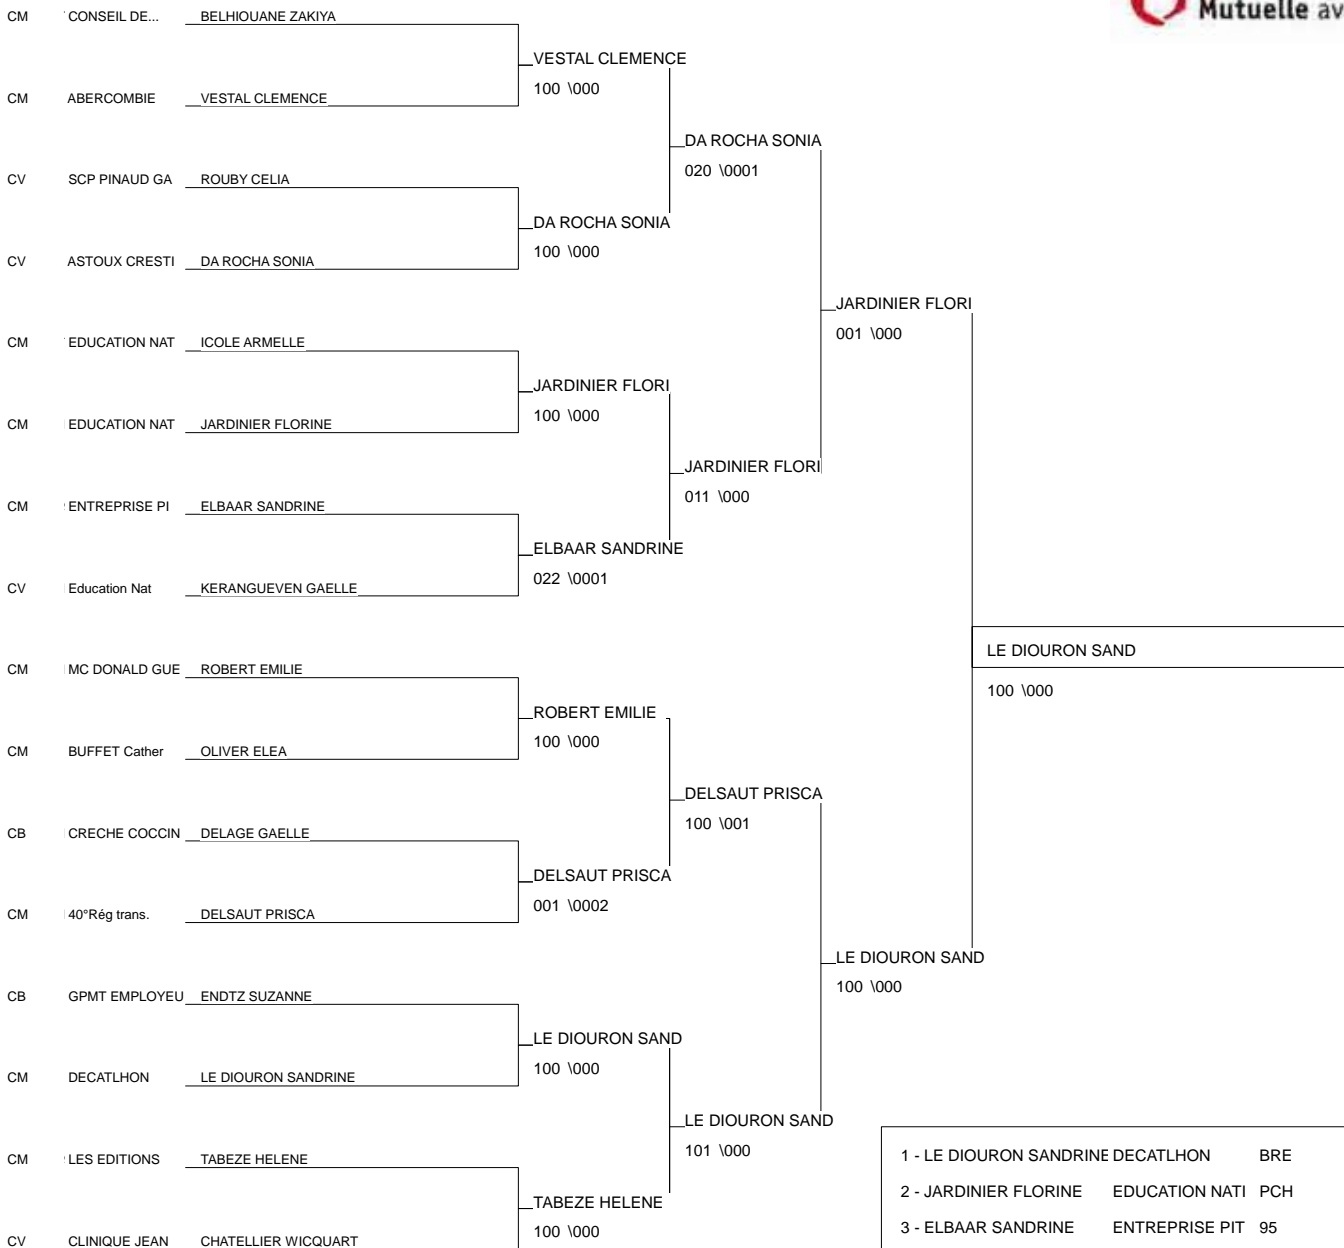 Mutuelle av
CM CONSEIL DE... BELHIOUANE ZAKIYA
VESTAL CLEMENCE
100 \000
CM ABERCOMBIE VESTAL CLEMENCE
DA ROCHA SONIA
020 \0001
CV SCP PINAUD GA ROUBY CELIA
DA ROCHA SONIA
100 \000
CV ASTOUX CRESTI DA ROCHA SONIA
JARDINIER FLORI
001 \000
CM EDUCATION NAT ICOLE ARMELLE
JARDINIER FLORI
100 \000
CM EDUCATION NAT JARDINIER FLORINE
JARDINIER FLORI
011 \000
CM ENTREPRISE PI ELBAAR SANDRINE
ELBAAR SANDRINE
022 \0001
CV Education Nat KERANGUEVEN GAELLE
LE DIOURON SAND
100 \000
CM MC DONALD GUE ROBERT EMILIE
ROBERT EMILIE
100 \000
CM BUFFET Cather OLIVER ELEA
DELSAUT PRISCA
100 \001
CB CRECHE COCCIN DELAGE GAELLE
DELSAUT PRISCA
001 \0002
CM 40°Rég trans. DELSAUT PRISCA
LE DIOURON SAND
100 \000
CB GPMT EMPLOYEU ENDTZ SUZANNE
LE DIOURON SAND
100 \000
CM DECATLHON LE DIOURON SANDRINE
LE DIOURON SAND
101 \000
CM LES EDITIONS TABEZE HELENE
TABEZE HELENE
100 \000
CV CLINIQUE JEAN CHATELLIER WICQUART
1 - LE DIOURON SANDRINE DECATLHON BRE
2 - JARDINIER FLORINE EDUCATION NATI PCH
3 - ELBAAR SANDRINE ENTREPRISE PIT 95